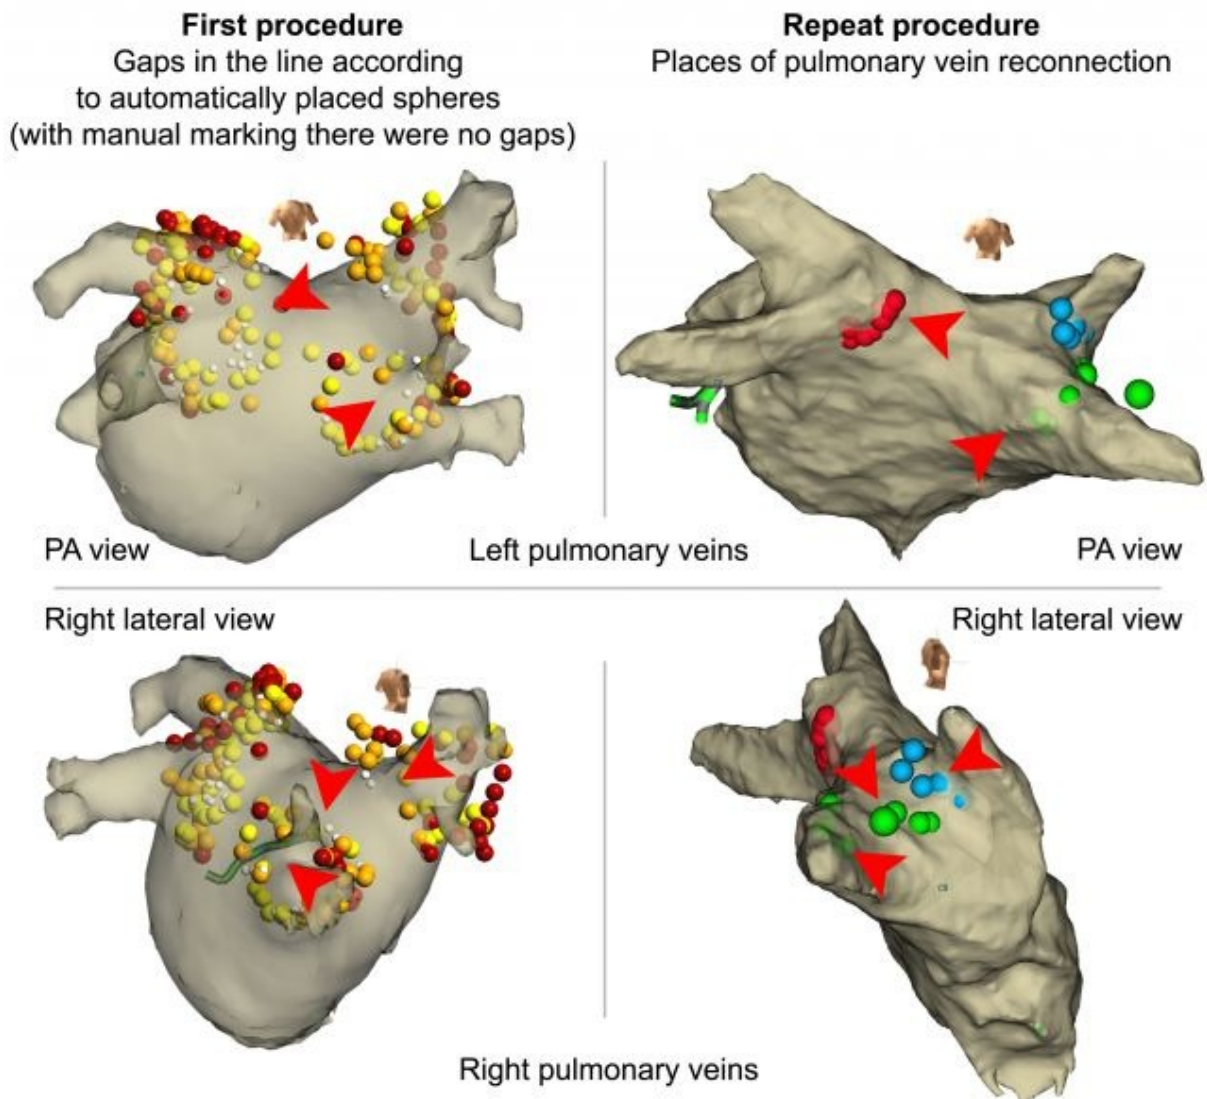 First procedure
Gaps in the line according
to automatically placed spheres
(with manual marking there were no gaps)
Repeat procedure
Places of pulmonary vein reconnection
PA view
Left pulmonary veins
PA view
Right lateral view
Right lateral view
Right pulmonary veins